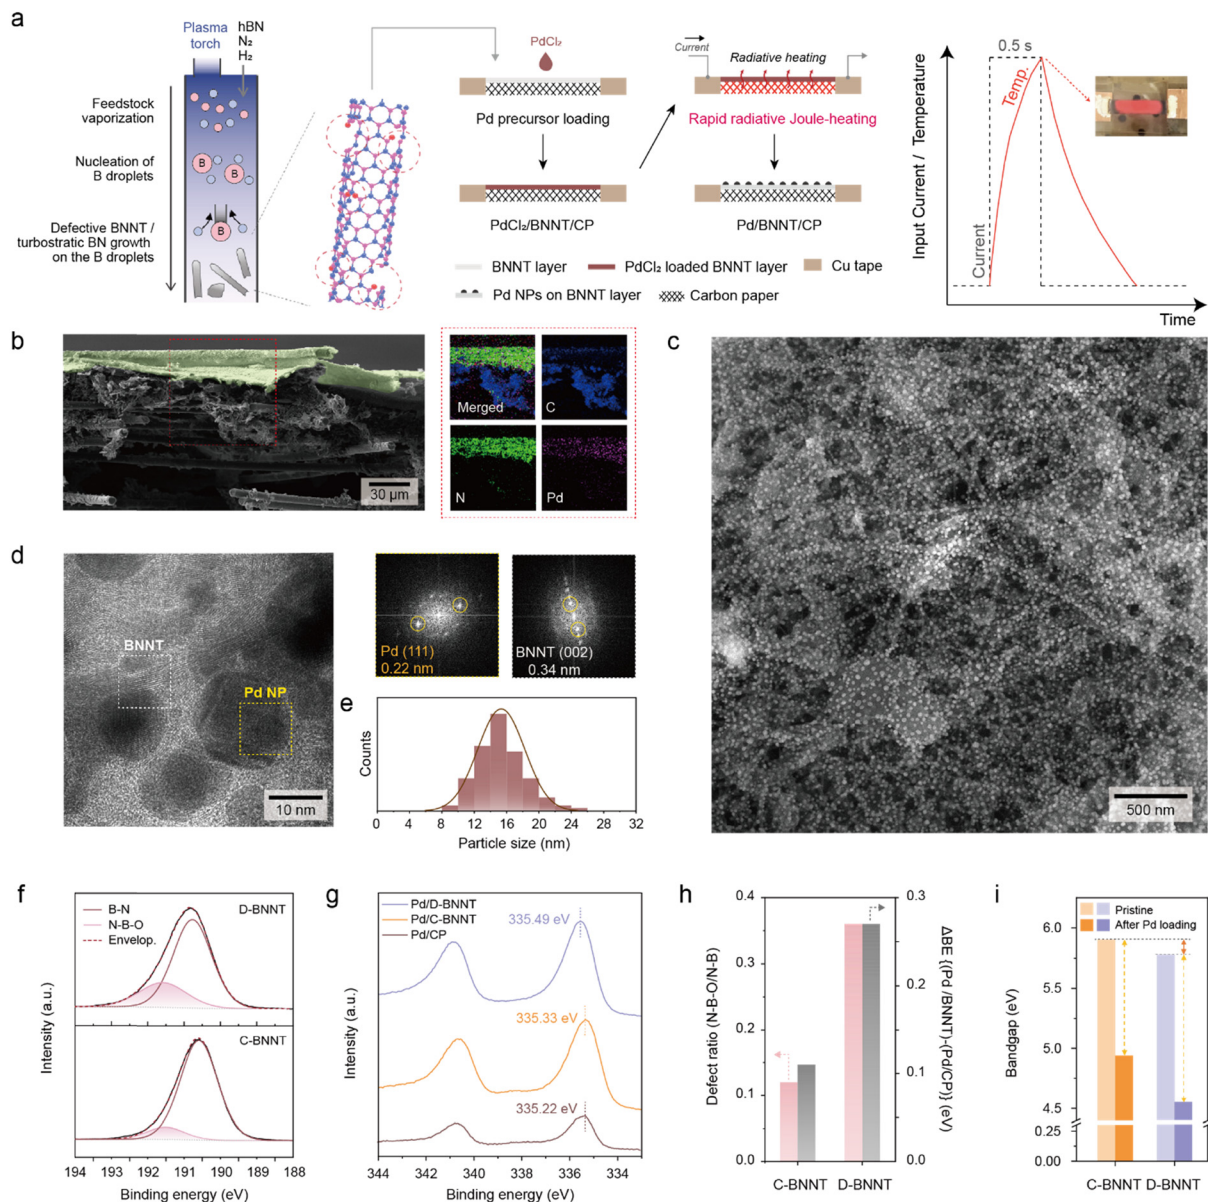 a
Plasma
torch
hBN
N₂
H₂
Feedstock
vaporization
Nucleation of
B droplets
B
B
B
Defective BNNT /
turbostratic BN growth
on the B droplets
PdCl₂
Pd precursor loading
PdCl₂/BNNT/CP
Current
Radiative heating
Rapid radiative Joule-heating
Pd/BNNT/CP
BNNT layer
PdCl₂ loaded BNNT layer
Cu tape
Pd NPs on BNNT layer
Carbon paper
Input Current / Temperature
0.5 s
Temp.
Current
Time
b
30 μm
Merged
C
N
Pd
c
500 nm
d
BNNT
Pd NP
10 nm
Pd (111)
0.22 nm
BNNT (002)
0.34 nm
e
Counts
0 4 8 12 16 20 24 28 32
Particle size (nm)
f
B-N
N-B-O
Envelop.
D-BNNT
C-BNNT
Intensity (a.u.)
194 193 192 191 190 189 188
Binding energy (eV)
g
Pd/D-BNNT
Pd/C-BNNT
Pd/CP
335.49 eV
335.33 eV
335.22 eV
Intensity (a.u.)
344 342 340 338 336 334
Binding energy (eV)
h
Defect ratio (N-B-O/N-B)
0.4
0.3
0.2
0.1
0.0
0.3
0.2
0.1
0.0
ΔBE {(Pd /BNNT)-(Pd/CP)} (eV)
C-BNNT D-BNNT
i
Pristine
After Pd loading
Bandgap (eV)
6.0
5.75
5.0
4.5
0.25
0.00
C-BNNT D-BNNT